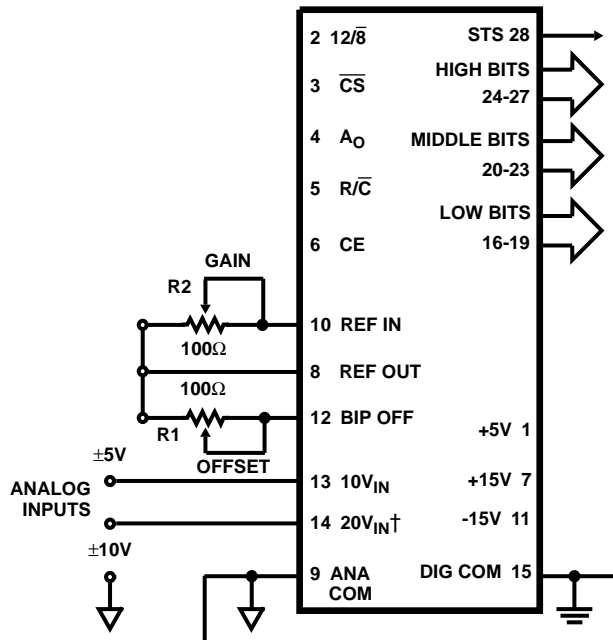 2 12/8̅
STS 28
HIGH BITS
24-27
3 C̅S̅
4 AO
MIDDLE BITS
20-23
5 R/C̅
LOW BITS
16-19
6 CE
GAIN
R2
100Ω
10 REF IN
8 REF OUT
100Ω
12 BIP OFF
R1
OFFSET
+5V 1
±5V
ANALOG
INPUTS
13 10VIN
+15V 7
14 20VIN†
-15V 11
±10V
9 ANA
COM
DIG COM 15